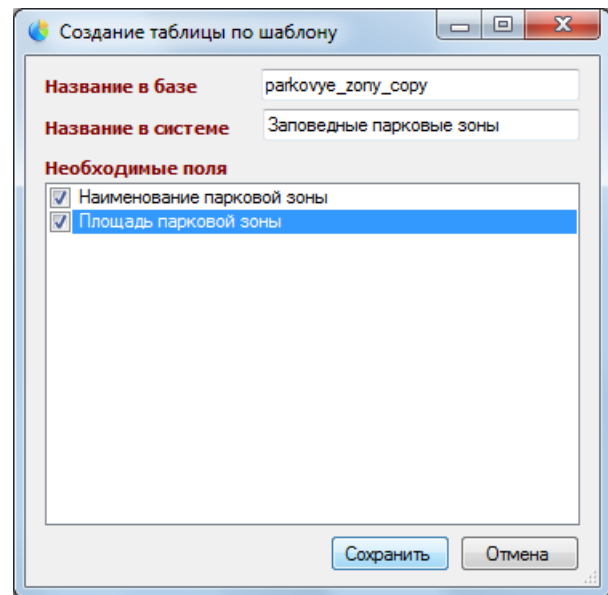 Создание таблицы по шаблону
Название в базе parkovye_zony_copy
Название в системе Заповедные парковые зоны
Необходимые поля
Наименование парковой зоны
Площадь парковой зоны
Сохранить Отмена